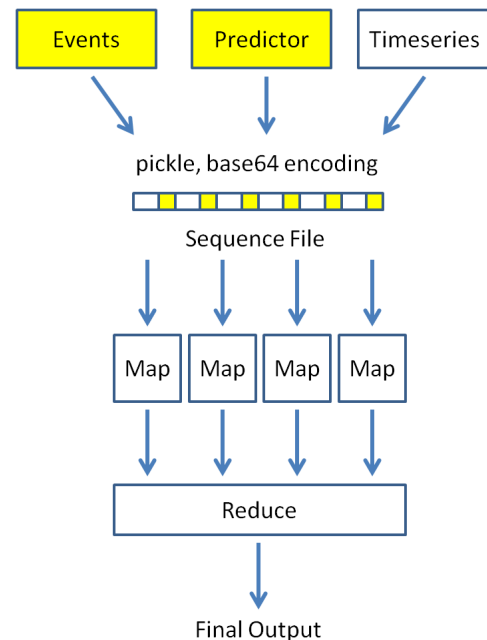 Events
Predictor
Timeseries
pickle, base64 encoding
Sequence File
Map
Map
Map
Map
Reduce
Final Output